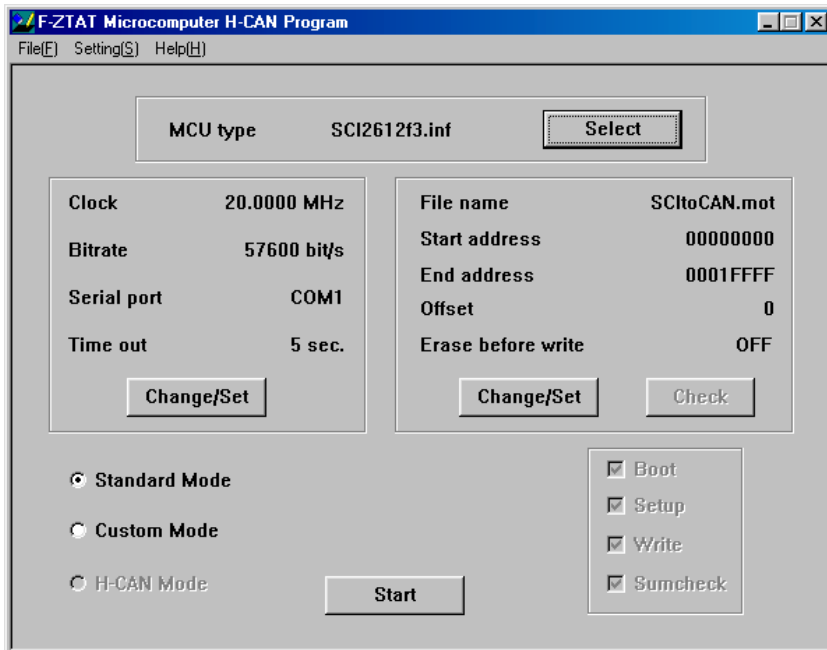 F-ZTAT Microcomputer H-CAN Program
File(F) Setting(S) Help(H)
MCU type SCI2612f3.inf Select
Clock 20.0000 MHz
Bitrate 57600 bit/s
Serial port COM1
Time out 5 sec.
Change/Set
File name SCItoCAN.mot
Start address 00000000
End address 0001FFFF
Offset 0
Erase before write OFF
Change/Set Check
Standard Mode
Custom Mode
H-CAN Mode
Start
Boot
Setup
Write
Sumcheck